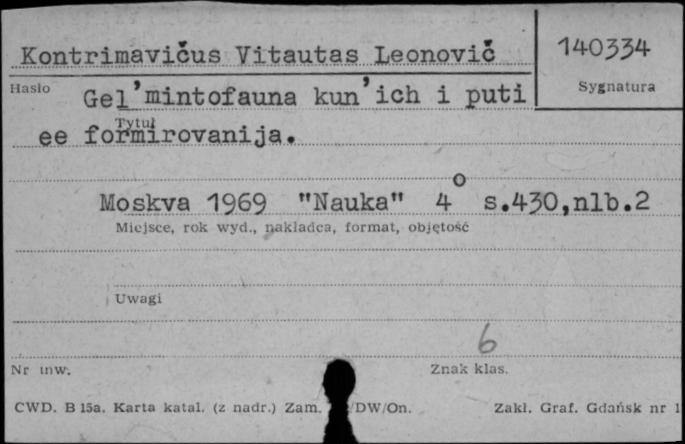 Kontrimavičus Vitautas Leonovič
140334
Sygnatura
Hasło
Gel'mintofauna kun'ich i puti
Tytuł
ee formirovanija.
Moskva 1969 "Nauka" 4° s.430,nlb.2
Miejsce, rok wyd., nakładca, format, objętość
Uwagi
6
Nr inw.
Znak klas.
CWD. B 15a. Karta katal. (z nadr.) Zam. /DW/On.
Zakł. Graf. Gdańsk nr 1